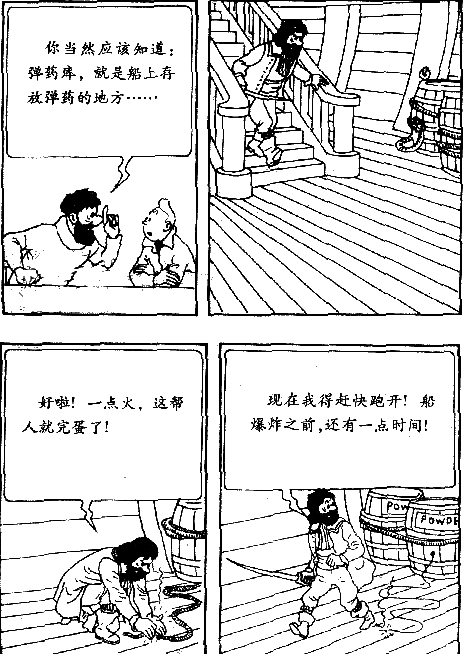 你当然应该知道：
弹药库，就是船上存
放弹药的地方……
好啦！一点火，这帮
人就完蛋了！
现在我得赶快跑开！船
爆炸之前，还有一点时间！
POW
POWDE